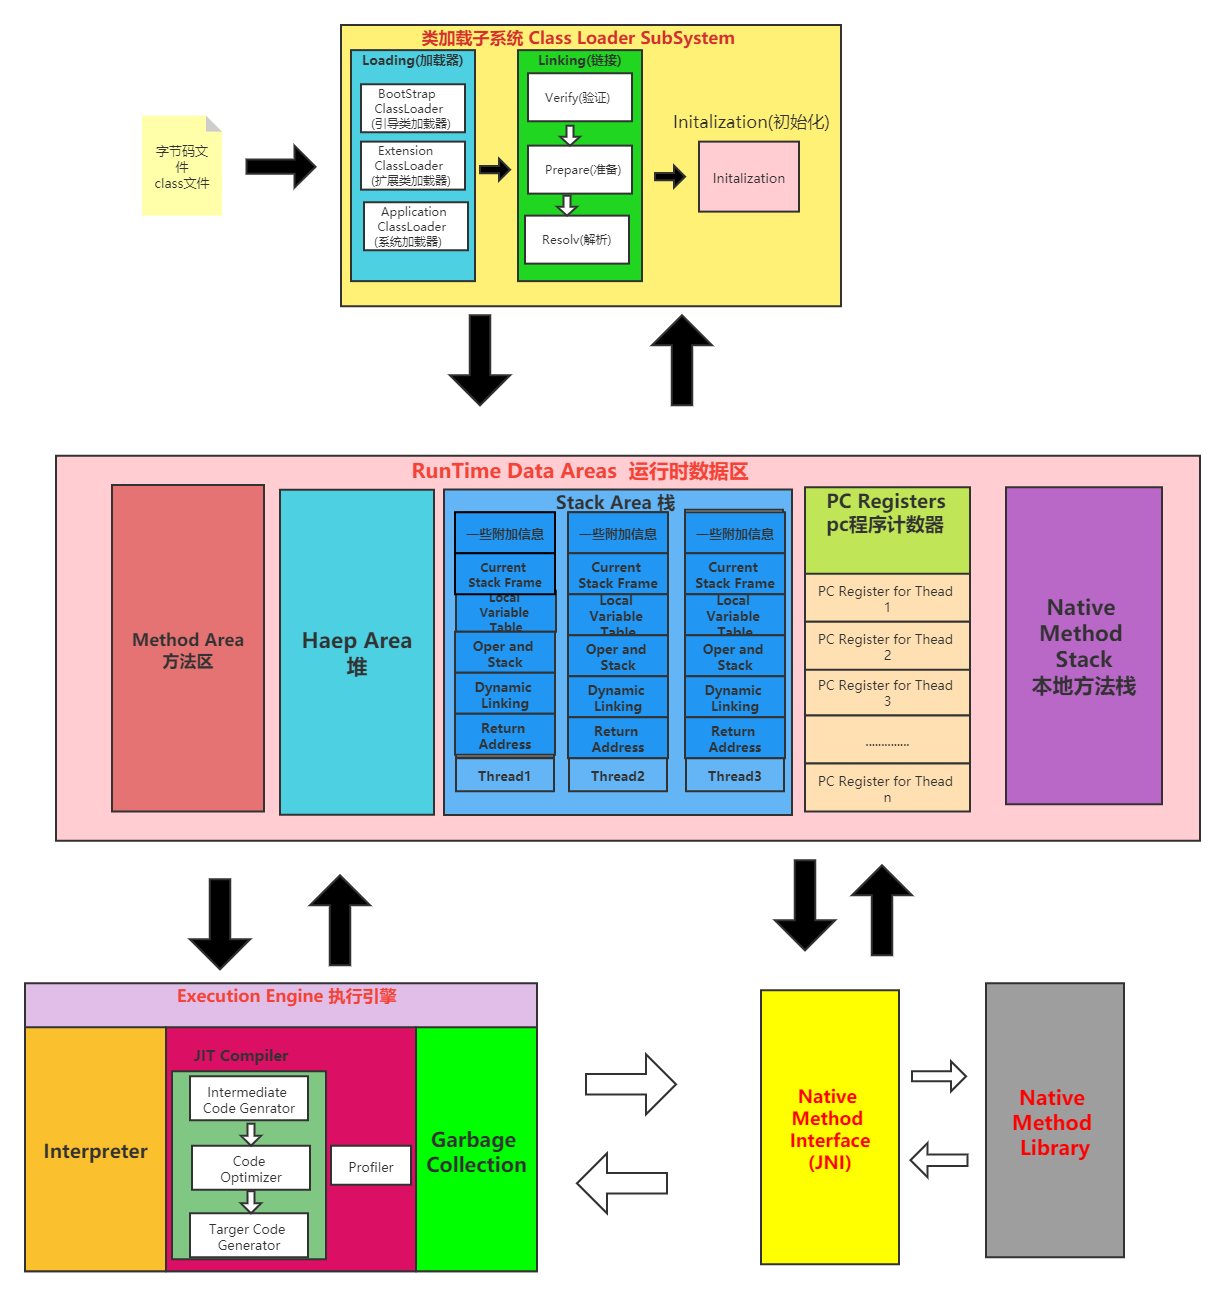 类加载子系统 Class Loader SubSystem
Loading(加载器)
BootStrap
ClassLoader
(引导类加载器)
Extension
ClassLoader
(扩展类加载器)
Application
ClassLoader
(系统加载器)
Linking(链接)
Verify(验证)
Prepare(准备)
Resolv(解析)
Initalization(初始化)
Initalization
字节码文
件
class文件
RunTime Data Areas 运行时数据区
Method Area
方法区
Haep Area
堆
Stack Area 栈
一些附加信息
Current
Stack Frame
Local
Variable
Table
Oper and
Stack
Dynamic
Linking
Return
Address
Thread1
一些附加信息
Current
Stack Frame
Local
Variable
Table
Oper and
Stack
Dynamic
Linking
Return
Address
Thread2
一些附加信息
Current
Stack Frame
Local
Variable
Table
Oper and
Stack
Dynamic
Linking
Return
Address
Thread3
PC Registers
pc程序计数器
PC Register for Thead
1
PC Register for Thead
2
PC Register for Thead
3
..............
PC Register for Thead
n
Native
Method
Stack
本地方法栈
Execution Engine 执行引擎
Interpreter
JIT Compiler
Intermediate
Code Genrator
Code
Optimizer
Targer Code
Generator
Profiler
Garbage
Collection
Native
Method
Interface
(JNI)
Native
Method
Library